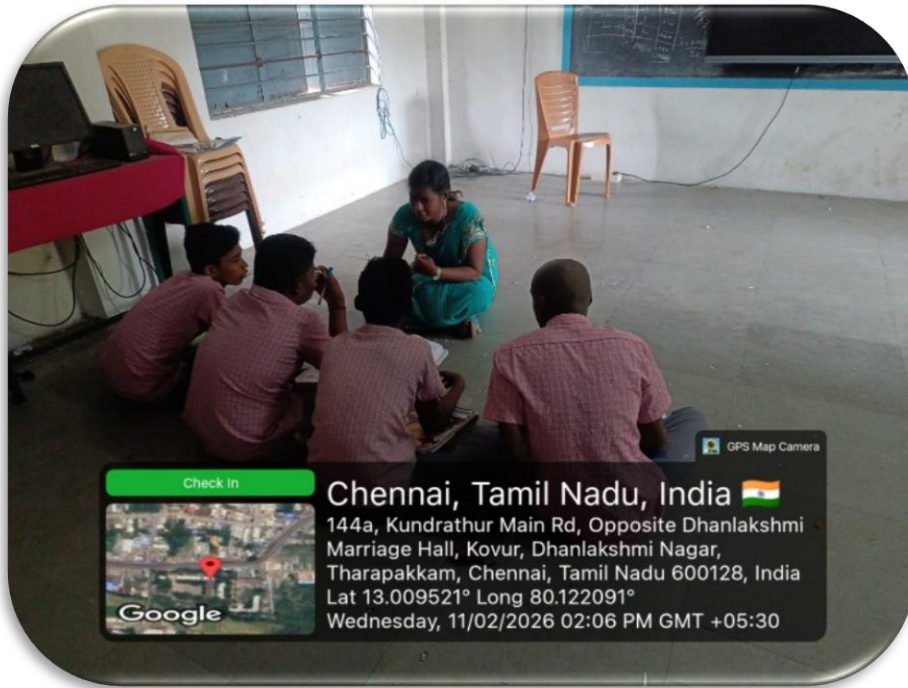 GPS Map Camera
Check In
Chennai, Tamil Nadu, India
144a, Kundrathur Main Rd, Opposite Dhanlakshmi
Marriage Hall, Kovur, Dhanlakshmi Nagar,
Tharapakkam, Chennai, Tamil Nadu 600128, India
Lat 13.009521° Long 80.122091°
Wednesday, 11/02/2026 02:06 PM GMT +05:30
Google